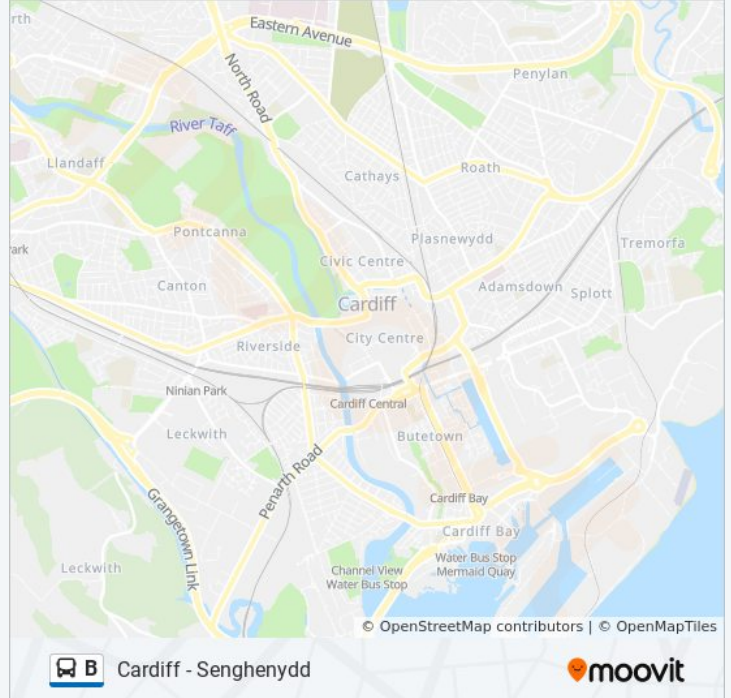 rth
Eastern Avenue
North Road
Penylan
River Taff
Llandaff
Cathays
Roath
Pontcanna
Plasnewydd
ark
Civic Centre
Tremorfa
Canton
Adamsdown
Splott
Cardiff
City Centre
Riverside
Ninian Park
Cardiff Central
Leckwith
Butetown
Penarth Road
Grangetown Link
Cardiff Bay
Cardiff Bay
Water Bus Stop
Mermaid Quay
Leckwith
Channel View
Water Bus Stop
© OpenStreetMap contributors | © OpenMapTiles
B Cardiff - Senghenydd
moovit